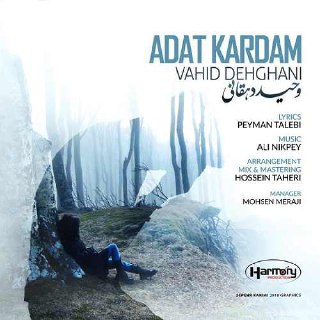 ADAT KARDAM
VAHID DEHGHANI
وحید دهقانی
LYRICS
PEYMAN TALEBI
MUSIC
ALI NIKPEY
ARRANGEMENT
MIX & MASTERING
HOSSEIN TAHERI
MANAGER
MOHSEN MERAJI
Harmony
PRODUCTION